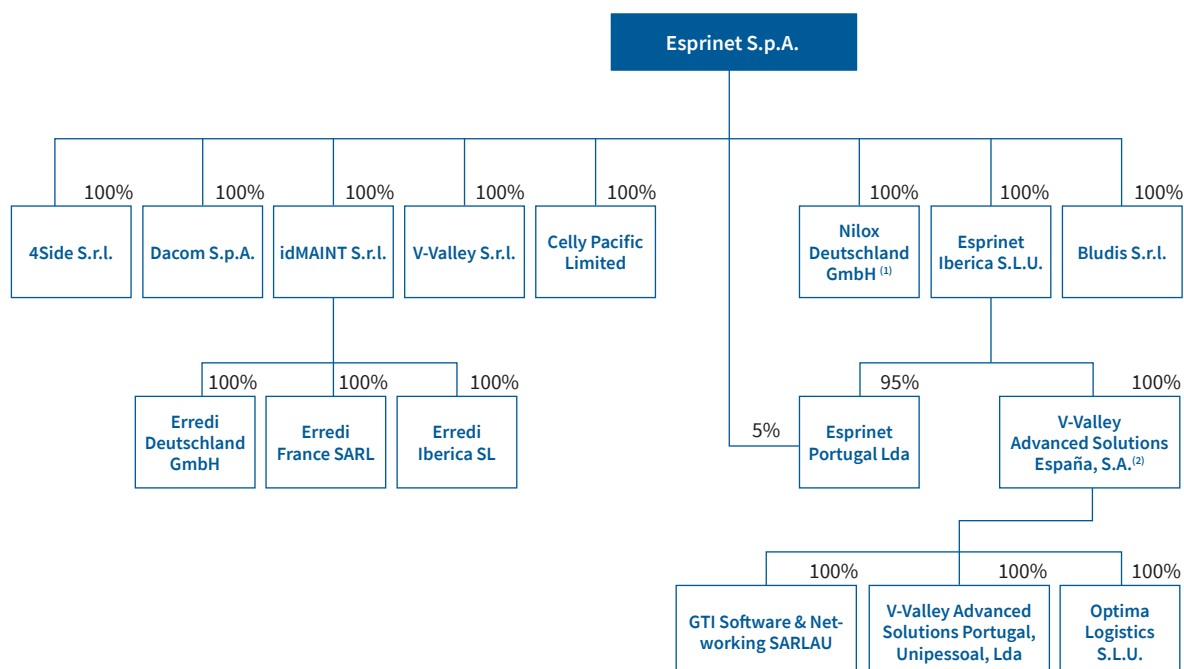 Esprinet S.p.A.
100%
100%
100%
100%
100%
100%
100%
100%
4Side S.r.l.
Dacom S.p.A.
idMAINT S.r.l.
V-Valley S.r.l.
Celly Pacific
Limited
Nilox
Deutschland
GmbH (1)
Esprinet
Iberica S.L.U.
Bludis S.r.l.
100%
100%
100%
95%
100%
Erredi
Deutschland
GmbH
Erredi
France SARL
Erredi
Iberica SL
5%
Esprinet
Portugal Lda
V-Valley
Advanced Solutions
España, S.A.(2)
100%
100%
100%
GTI Software & Net-
working SARLAU
V-Valley Advanced
Solutions Portugal,
Unipessoal, Lda
Optima
Logistics
S.L.U.